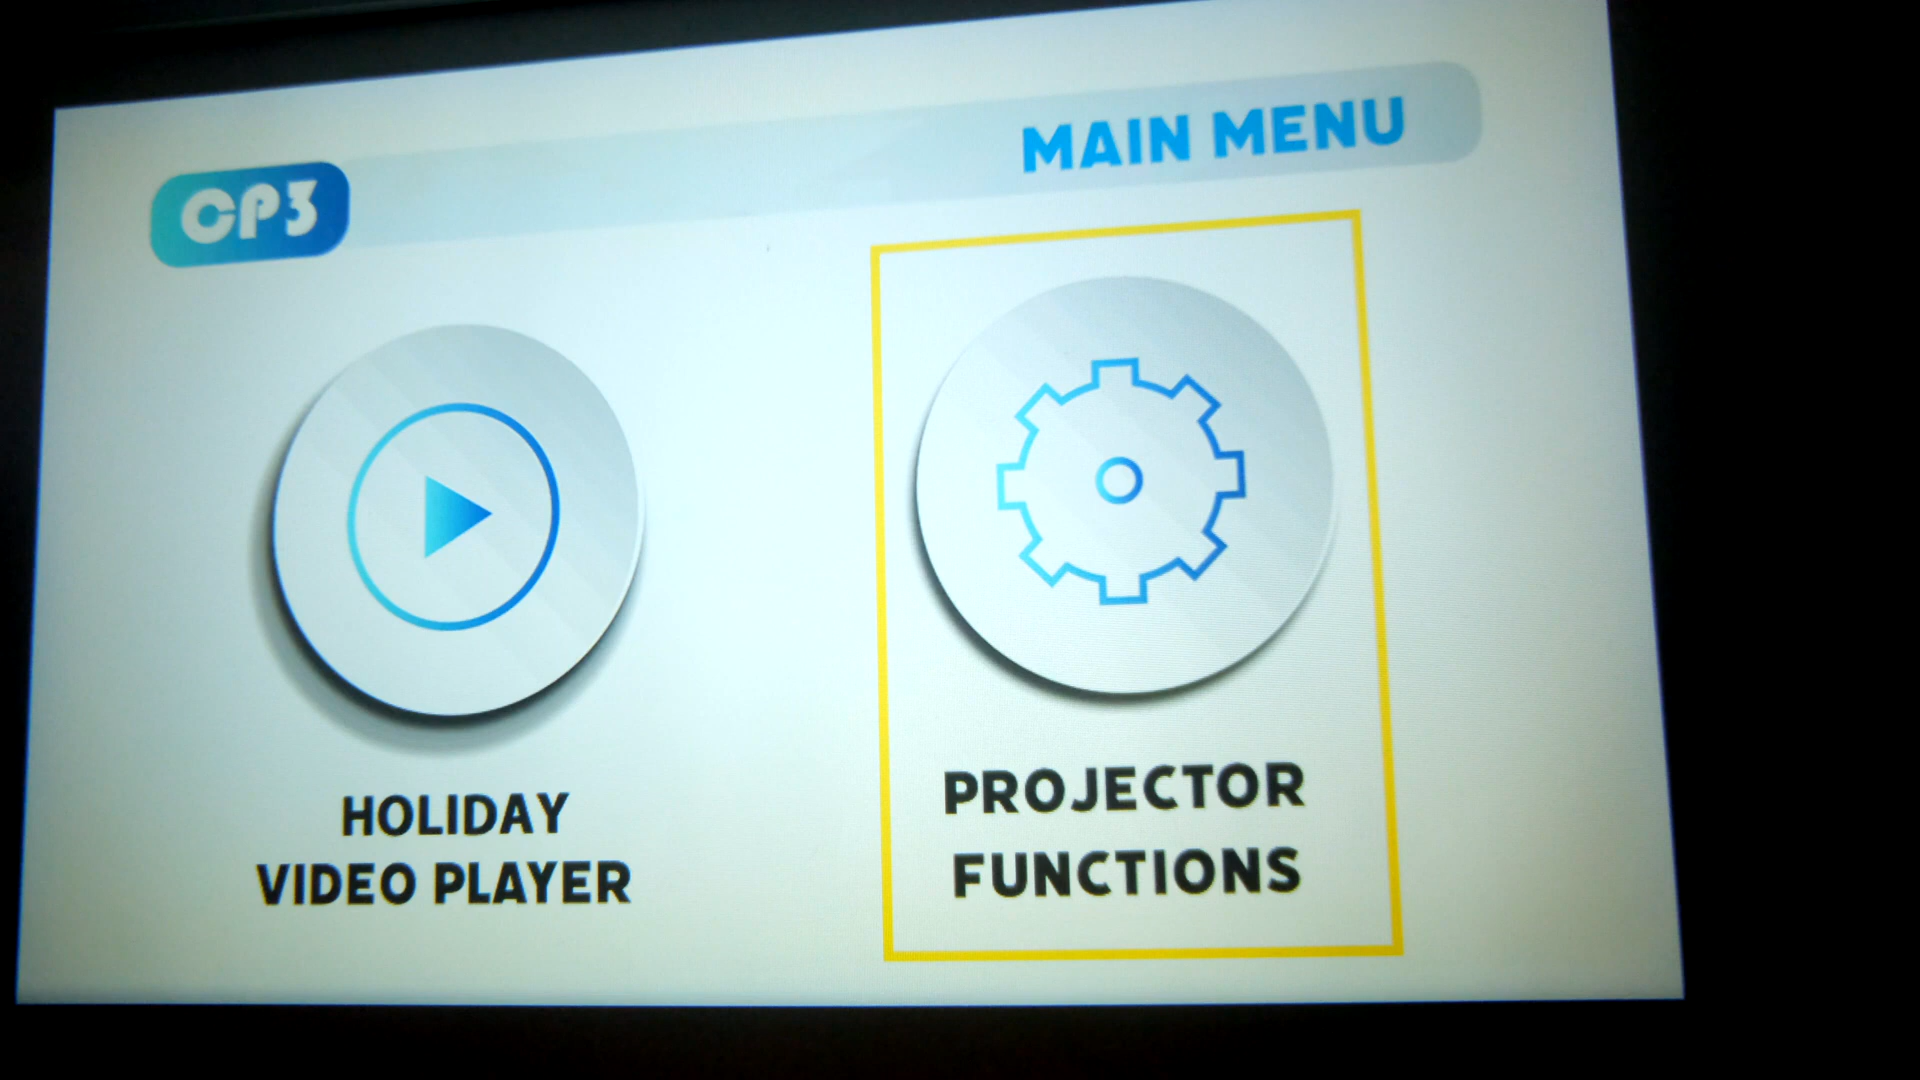 CP3
MAIN MENU
HOLIDAY
VIDEO PLAYER
PROJECTOR
FUNCTIONS